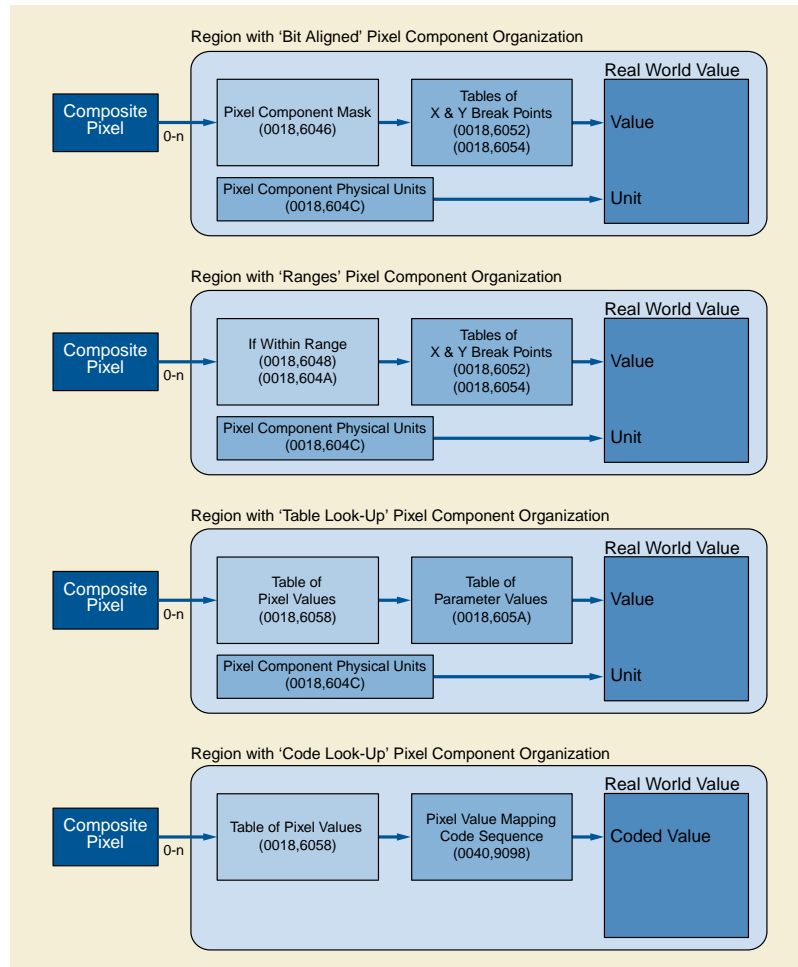 Region with ‘Bit Aligned’ Pixel Component Organization
Composite
Pixel
0-n
Pixel Component Mask
(0018,6046)
Tables of
X & Y Break Points
(0018,6052)
(0018,6054)
Real World Value
Value
Pixel Component Physical Units
(0018,604C)
Unit
Region with ‘Ranges’ Pixel Component Organization
Composite
Pixel
0-n
If Within Range
(0018,6048)
(0018,604A)
Tables of
X & Y Break Points
(0018,6052)
(0018,6054)
Real World Value
Value
Pixel Component Physical Units
(0018,604C)
Unit
Region with ‘Table Look-Up’ Pixel Component Organization
Composite
Pixel
0-n
Table of
Pixel Values
(0018,6058)
Table of
Parameter Values
(0018,605A)
Real World Value
Value
Pixel Component Physical Units
(0018,604C)
Unit
Region with ‘Code Look-Up’ Pixel Component Organization
Composite
Pixel
0-n
Table of Pixel Values
(0018,6058)
Pixel Value Mapping
Code Sequence
(0040,9098)
Real World Value
Coded Value